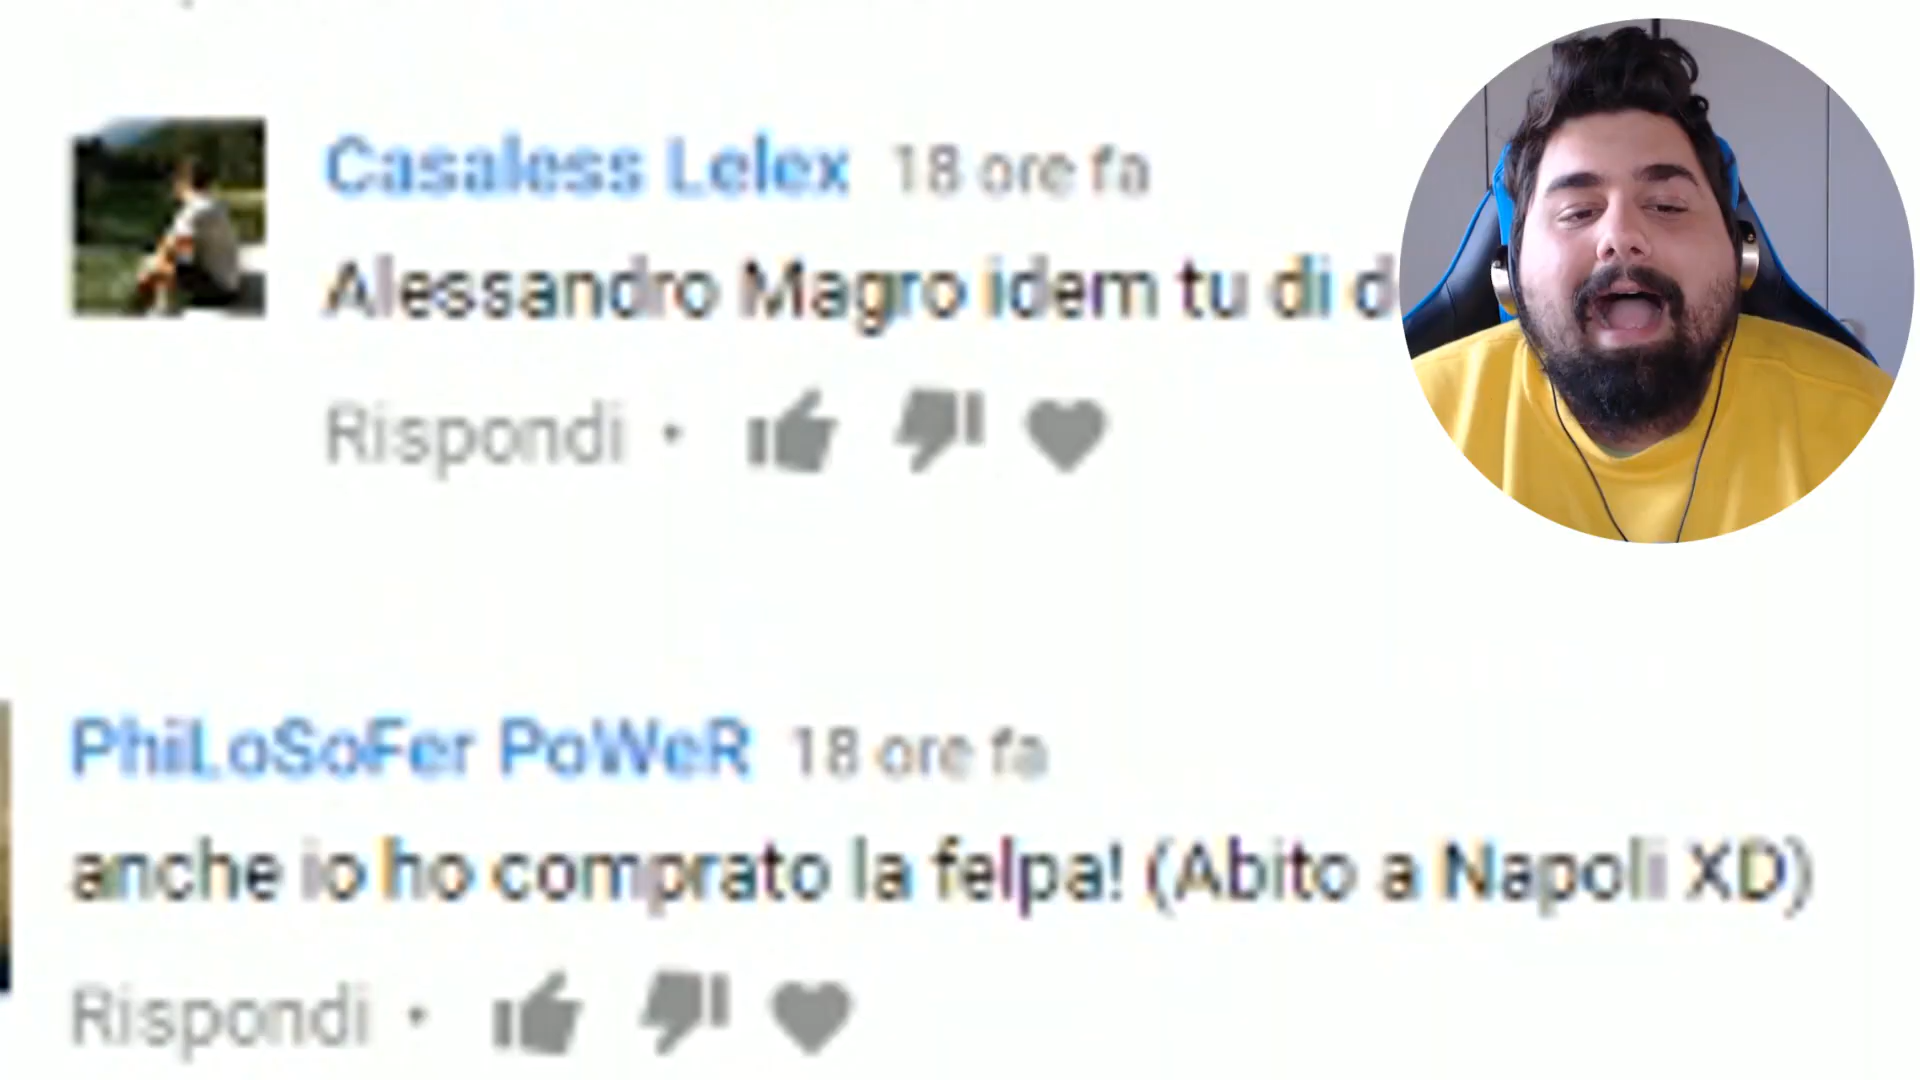 Casaless Lelex 18 ore fa
Alessandro Magro idem tu di
Rispondi •
PhiLoSoFer PoWeR 18 ore fa
anche io ho comprato la felpa! (Abito a Napoli XD)
Rispondi •